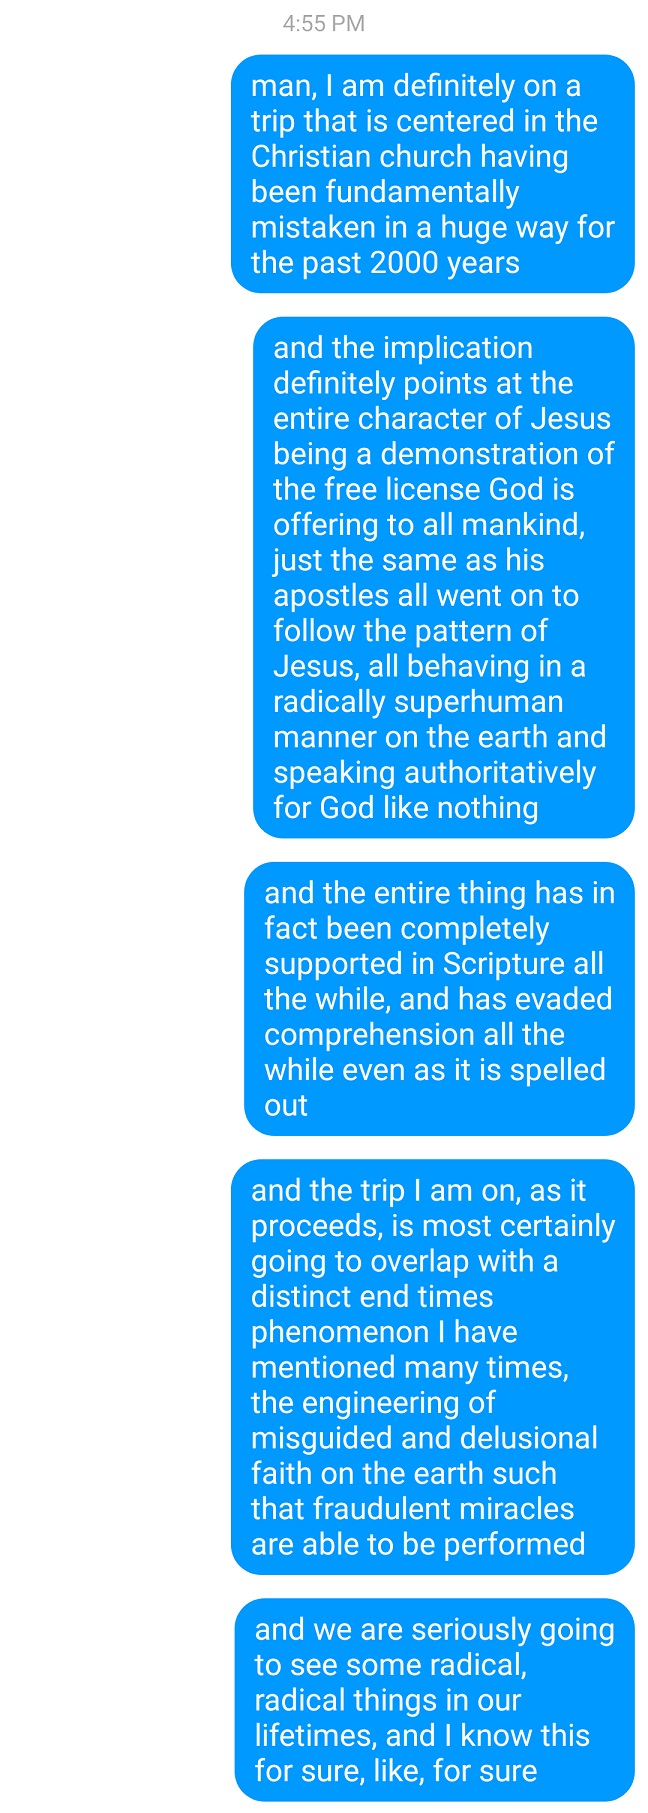 4:55 PM
man, I am definitely on a
trip that is centered in the
Christian church having
been fundamentally
mistaken in a huge way for
the past 2000 years
and the implication
definitely points at the
entire character of Jesus
being a demonstration of
the free license God is
offering to all mankind,
just the same as his
apostles all went on to
follow the pattern of
Jesus, all behaving in a
radically superhuman
manner on the earth and
speaking authoritatively
for God like nothing
and the entire thing has in
fact been completely
supported in Scripture all
the while, and has evaded
comprehension all the
while even as it is spelled
out
and the trip I am on, as it
proceeds, is most certainly
going to overlap with a
distinct end times
phenomenon I have
mentioned many times,
the engineering of
misguided and delusional
faith on the earth such
that fraudulent miracles
are able to be performed
and we are seriously going
to see some radical,
radical things in our
lifetimes, and I know this
for sure, like, for sure